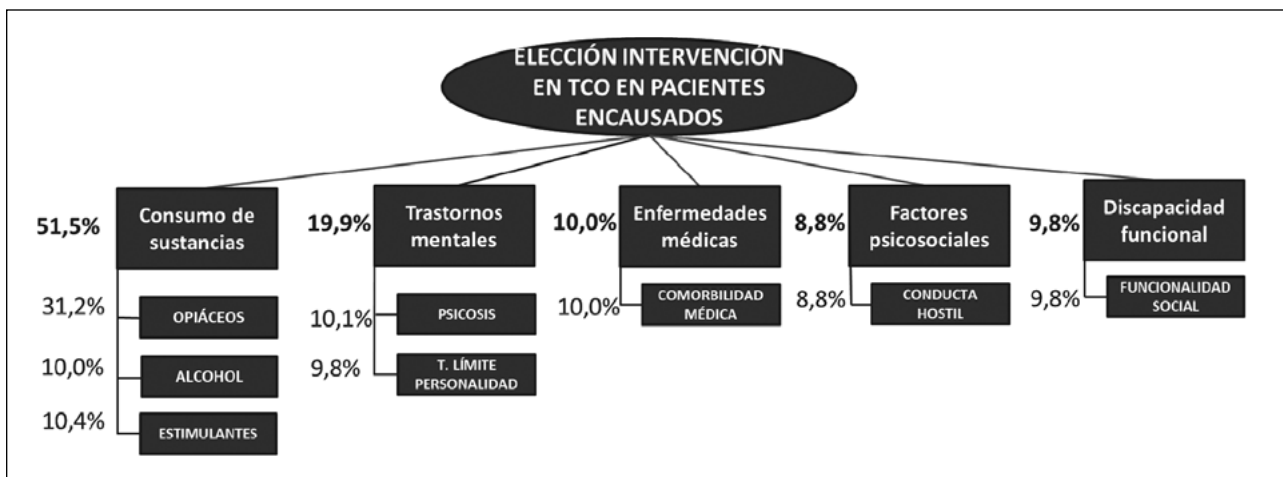 ELECCIÓN INTERVENCIÓN
EN TCO EN PACIENTES
ENCAUSADOS
51,5%
Consumo de
sustancias
31,2%
OPIÁCEOS
10,0%
ALCOHOL
10,4%
ESTIMULANTES
19,9%
Trastornos
mentales
10,1%
PSICOSIS
9,8%
T. LÍMITE
PERSONALIDAD
10,0%
Enfermedades
médicas
10,0%
COMORBILIDAD
MÉDICA
8,8%
Factores
psicosociales
8,8%
CONDUCTA
HOSTIL
9,8%
Discapacidad
funcional
9,8%
FUNCIONALIDAD
SOCIAL